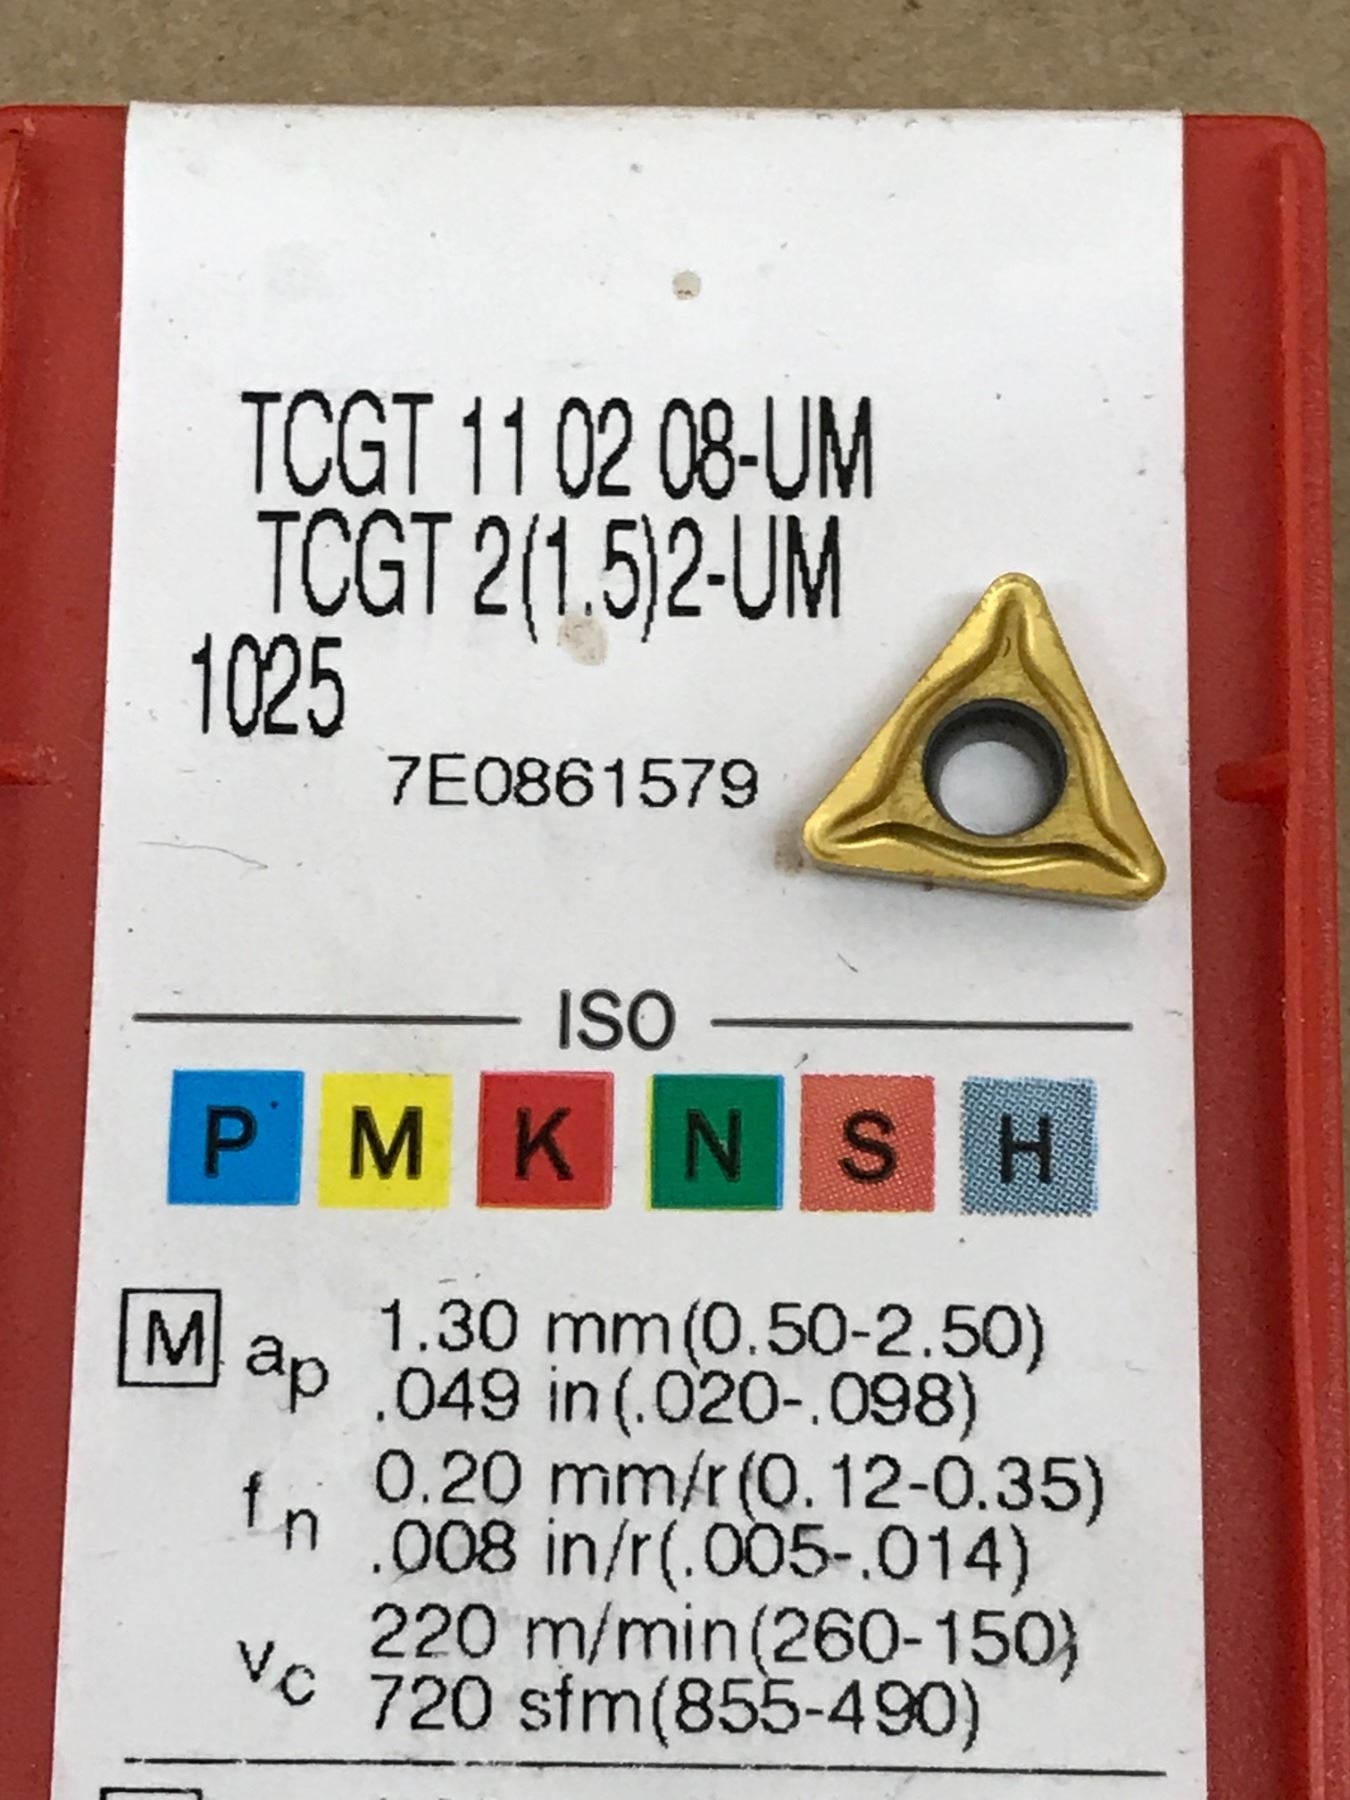 TCGT 11 02 08-UM
TCGT 2(1.5)2-UM
1025
7E0861579
ISO
P M K N S H
M ap 1.30 mm(0.50-2.50)
.049 in(.020-.098)
fn 0.20 mm/r(0.12-0.35)
.008 in/r(.005-.014)
vc 220 m/min(260-150)
720 sfm(855-490)